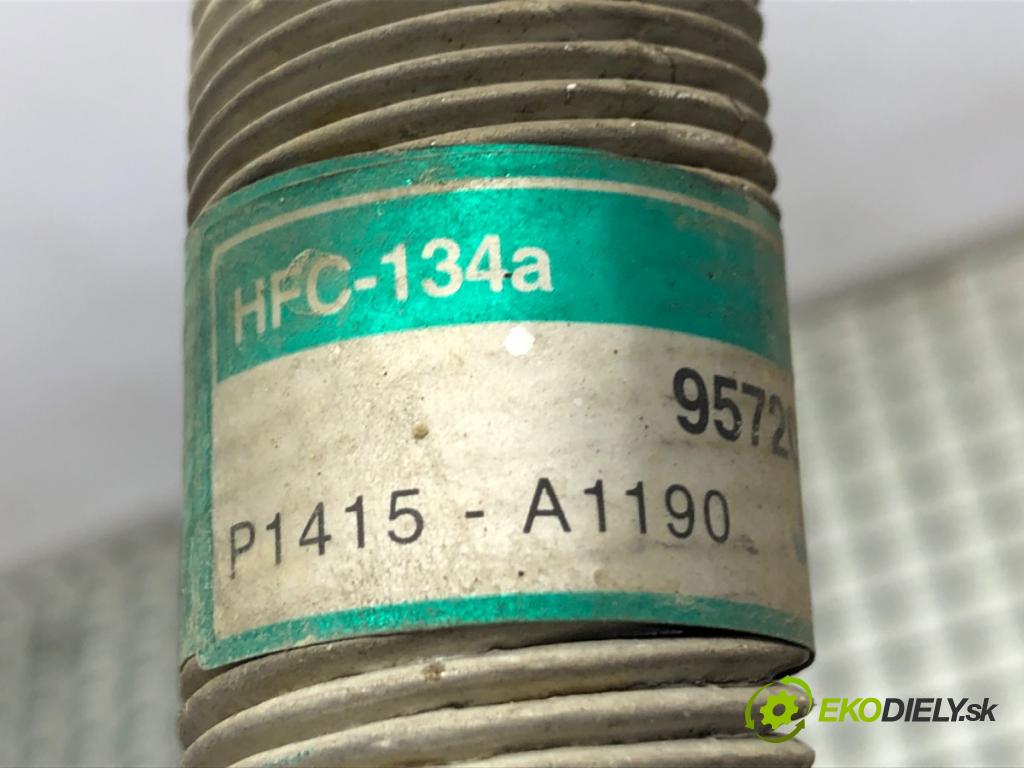 HFC-134a
9572
P1415 - A1190
EKODIELY.sk